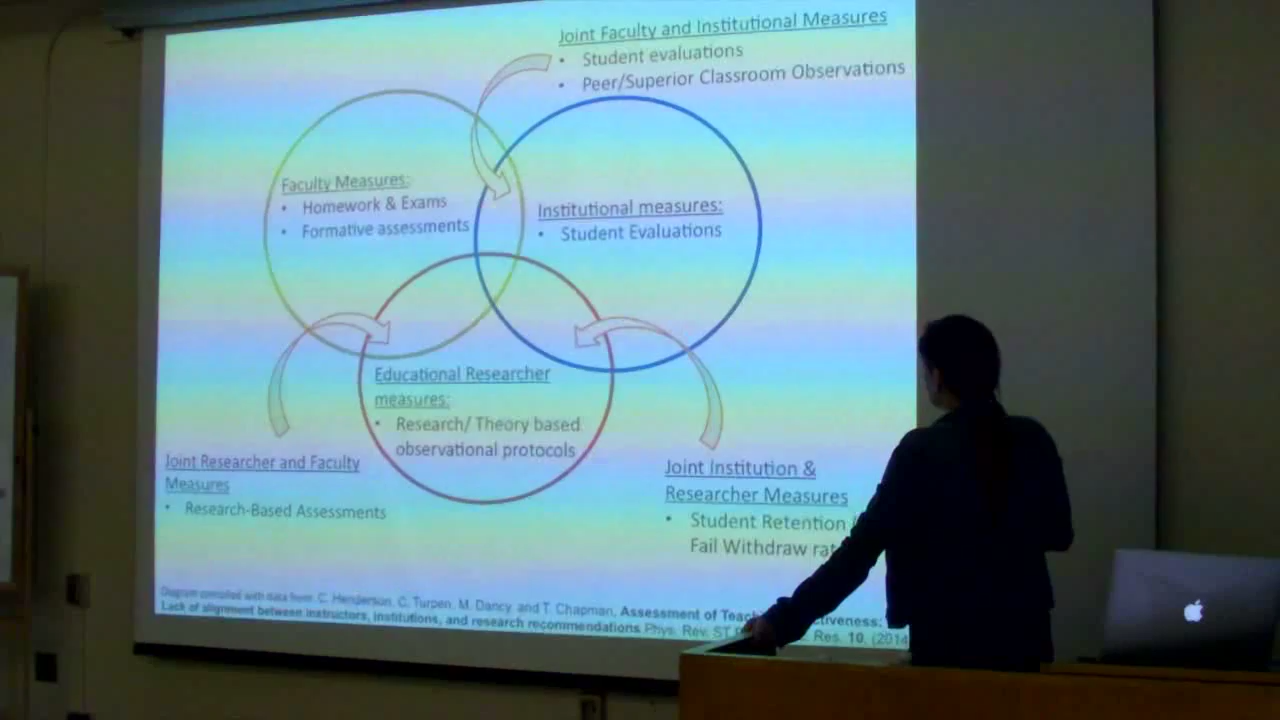 Joint Faculty and Institutional Measures
• Student evaluations
• Peer/Superior Classroom Observations
Faculty Measures:
• Homework & Exams
• Formative assessments
Institutional measures:
• Student Evaluations
Educational Researcher
measures:
• Research/ Theory based
observational protocols
Joint Researcher and Faculty
Measures
• Research-Based Assessments
Joint Institution &
Researcher Measures
• Student Retention
Fail Withdraw
Diagram compiled with data from: C. Henderson, C. Turpen, M. Dancy, and T. Chapman, Assessment of
Lack of alignment between instructors, institutions, and research recommendations Phys. Rev. ST Res. 10, (2014